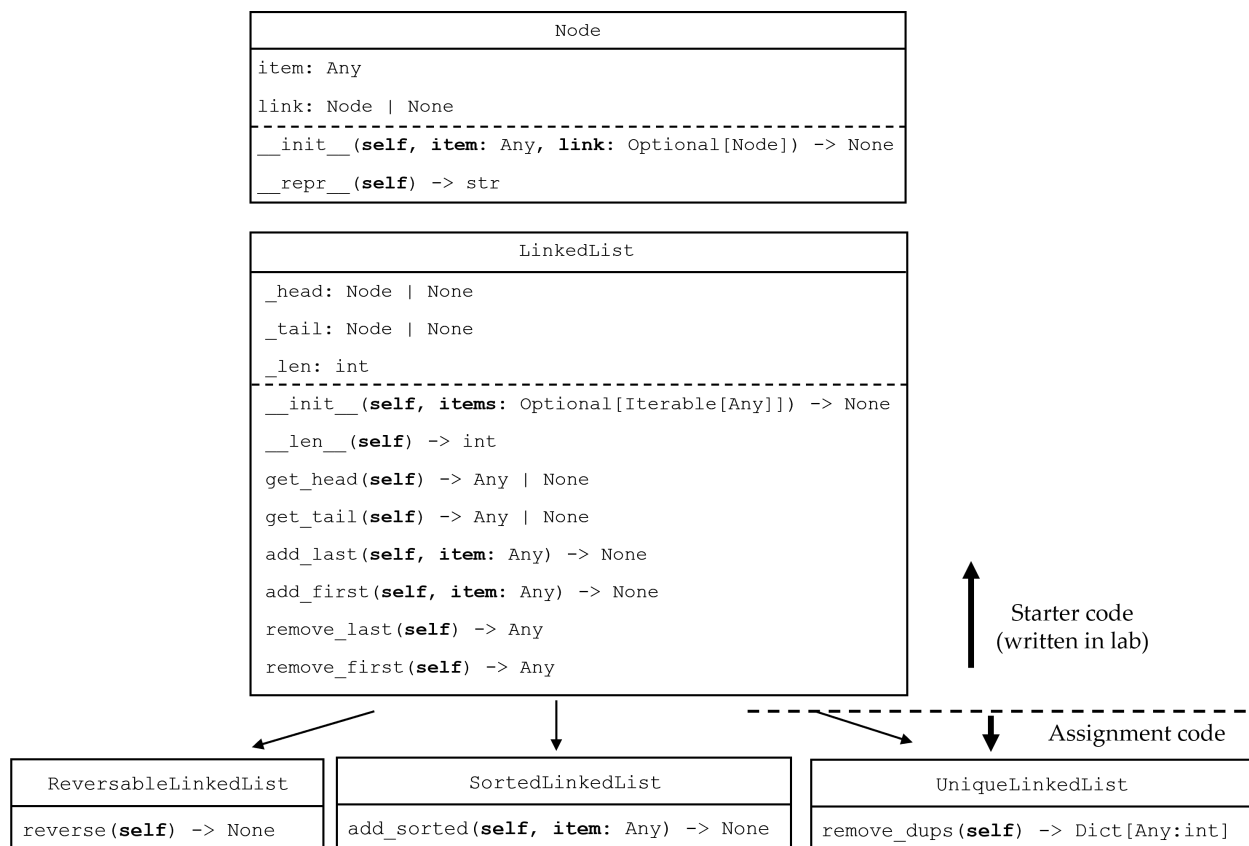 Node
item: Any
link: Node | None
__init__(self, item: Any, link: Optional[Node]) -> None
__repr__(self) -> str
LinkedList
_head: Node | None
_tail: Node | None
_len: int
__init__(self, items: Optional[Iterable[Any]]) -> None
__len__(self) -> int
get_head(self) -> Any | None
get_tail(self) -> Any | None
add_last(self, item: Any) -> None
add_first(self, item: Any) -> None
remove_last(self) -> Any
remove_first(self) -> Any
Starter code
(written in lab)
Assignment code
ReversableLinkedList
reverse(self) -> None
SortedLinkedList
add_sorted(self, item: Any) -> None
UniqueLinkedList
remove_dups(self) -> Dict[Any:int]